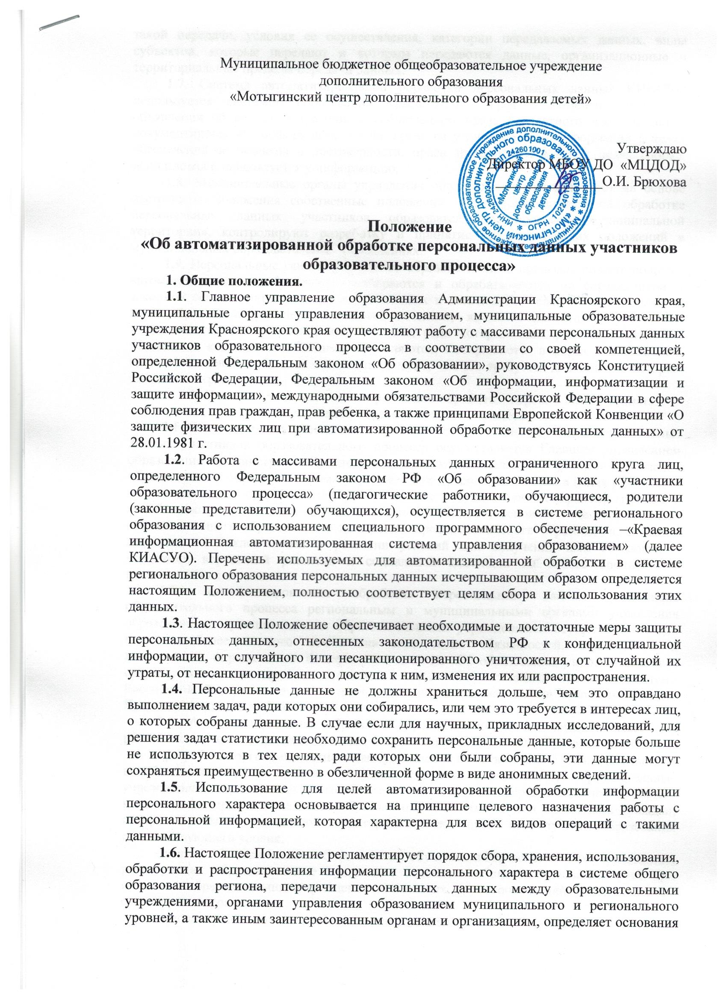 Муниципальное бюджетное общеобразовательное учреждение
дополнительного образования
«Мотыгинский центр дополнительного образования детей»
Утверждаю
Директор МБОУ ДО «МЦДОД»
О.И. Брюхова
Положение
«Об автоматизированной обработке персональных данных участников
образовательного процесса»
1. Общие положения.
1.1. Главное управление образования Администрации Красноярского края,
муниципальные органы управления образованием, муниципальные образовательные
учреждения Красноярского края осуществляют работу с массивами персональных данных
участников образовательного процесса в соответствии со своей компетенцией,
определенной Федеральным законом «Об образовании», руководствуясь Конституцией
Российской Федерации, Федеральным законом «Об информации, информатизации и
защите информации», международными обязательствами Российской Федерации в сфере
соблюдения прав граждан, прав ребенка, а также принципами Европейской Конвенции «О
защите физических лиц при автоматизированной обработке персональных данных» от
28.01.1981 г.
1.2. Работа с массивами персональных данных ограниченного круга лиц,
определенного Федеральным законом РФ «Об образовании» как «участники
образовательного процесса» (педагогические работники, обучающиеся, родители
(законные представители) обучающихся), осуществляется в системе регионального
образования с использованием специального программного обеспечения –«Краевая
информационная автоматизированная система управления образованием» (далее
КИАСУО). Перечень используемых для автоматизированной обработки в системе
регионального образования персональных данных исчерпывающим образом определяется
настоящим Положением, полностью соответствует целям сбора и использования этих
данных.
1.3. Настоящее Положение обеспечивает необходимые и достаточные меры защиты
персональных данных, отнесенных законодательством РФ к конфиденциальной
информации, от случайного или несанкционированного уничтожения, от случайной их
утраты, от несанкционированного доступа к ним, изменения их или распространения.
1.4. Персональные данные не должны храниться дольше, чем это оправдано
выполнением задач, ради которых они собирались, или чем это требуется в интересах лиц,
о которых собраны данные. В случае если для научных, прикладных исследований, для
решения задач статистики необходимо сохранить персональные данные, которые больше
не используются в тех целях, ради которых они были собраны, эти данные могут
сохраняться преимущественно в обезличенной форме в виде анонимных сведений.
1.5. Использование для целей автоматизированной обработки информации
персонального характера основывается на принципе целевого назначения работы с
персональной информацией, которая характерна для всех видов операций с такими
данными.
1.6. Настоящее Положение регламентирует порядок сбора, хранения, использования,
обработки и распространения информации персонального характера в системе общего
образования региона, передачи персональных данных между образовательными
учреждениями, органами управления образованием муниципального и регионального
уровней, а также иным заинтересованным органам и организациям, определяет основания
«Мотыгинский
центр
дополнительного
образования
детей»
ИНН 2426003452
242601001